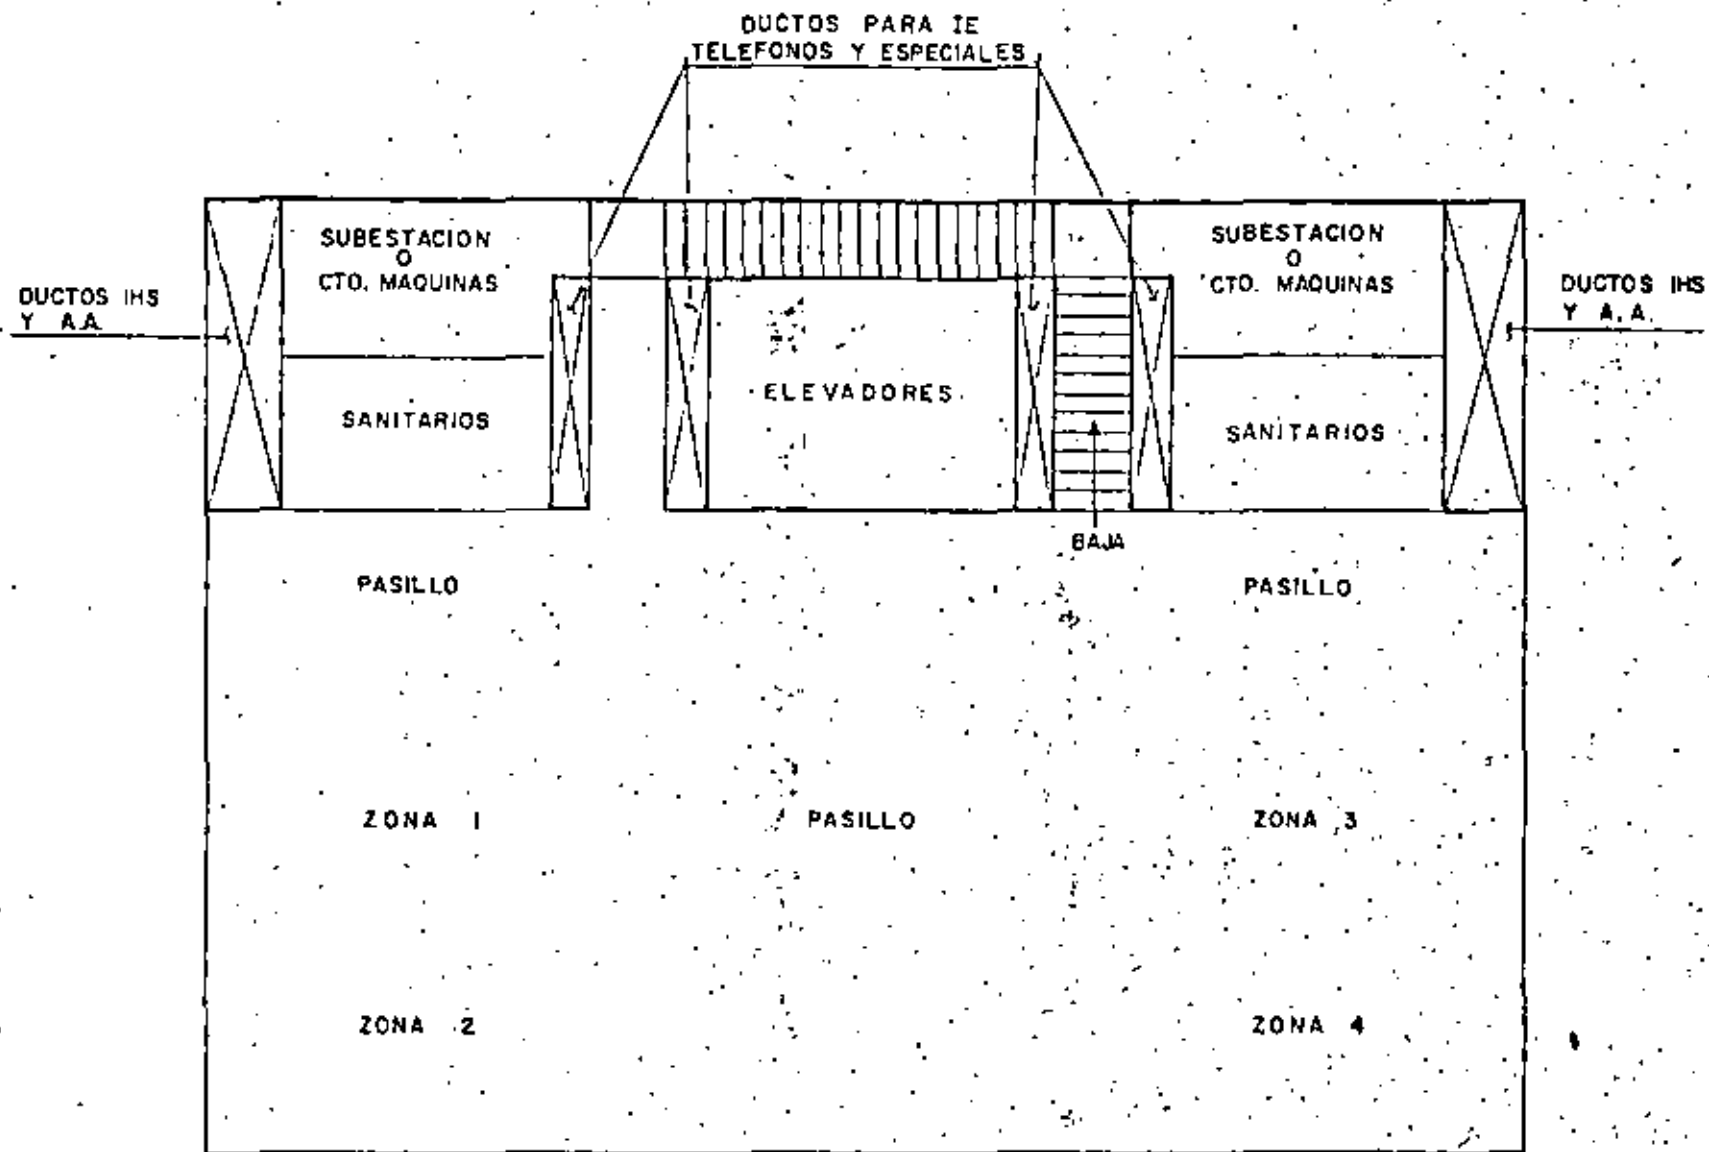 DUCTOS PARA IE
TELEFONOS Y ESPECIALES
SUBESTACION
O
CTO. MAQUINAS
SUBESTACION
O
CTO. MAQUINAS
DUCTOS IHS
Y A.A.
DUCTOS IHS
Y A.A.
SANITARIOS
ELEVADORES
SANITARIOS
BAJA
PASILLO
PASILLO
ZONA 1
PASILLO
ZONA 3
ZONA 2
ZONA 4